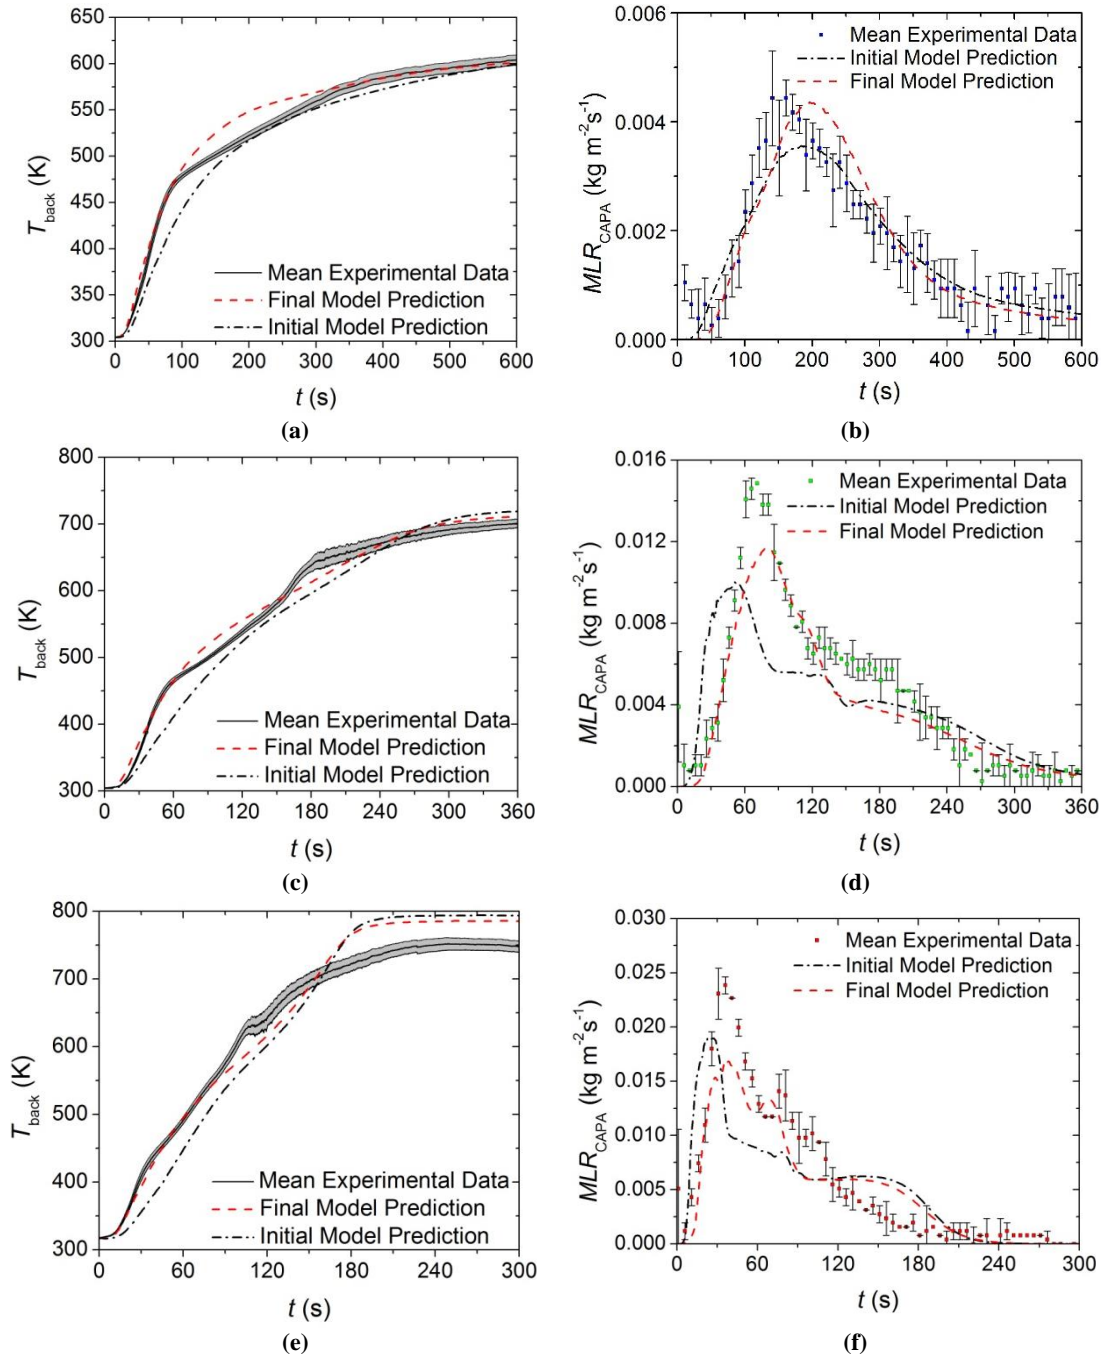 650
600
550
500
450
400
350
300
T_back (K)
Mean Experimental Data
Final Model Prediction
Initial Model Prediction
0 100 200 300 400 500 600
t (s)
(a)
0.006
0.004
0.002
0.000
MLR_CAPA (kg m⁻²s⁻¹)
Mean Experimental Data
Initial Model Prediction
Final Model Prediction
0 100 200 300 400 500 600
t (s)
(b)
800
700
600
500
400
300
T_back (K)
Mean Experimental Data
Final Model Prediction
Initial Model Prediction
0 60 120 180 240 300 360
t (s)
(c)
0.016
0.012
0.008
0.004
0.000
MLR_CAPA (kg m⁻²s⁻¹)
Mean Experimental Data
Initial Model Prediction
Final Model Prediction
0 60 120 180 240 300 360
t (s)
(d)
800
700
600
500
400
300
T_back (K)
Mean Experimental Data
Final Model Prediction
Initial Model Prediction
0 60 120 180 240 300
t (s)
(e)
0.030
0.025
0.020
0.015
0.010
0.005
0.000
MLR_CAPA (kg m⁻²s⁻¹)
Mean Experimental Data
Initial Model Prediction
Final Model Prediction
0 60 120 180 240 300
t (s)
(f)